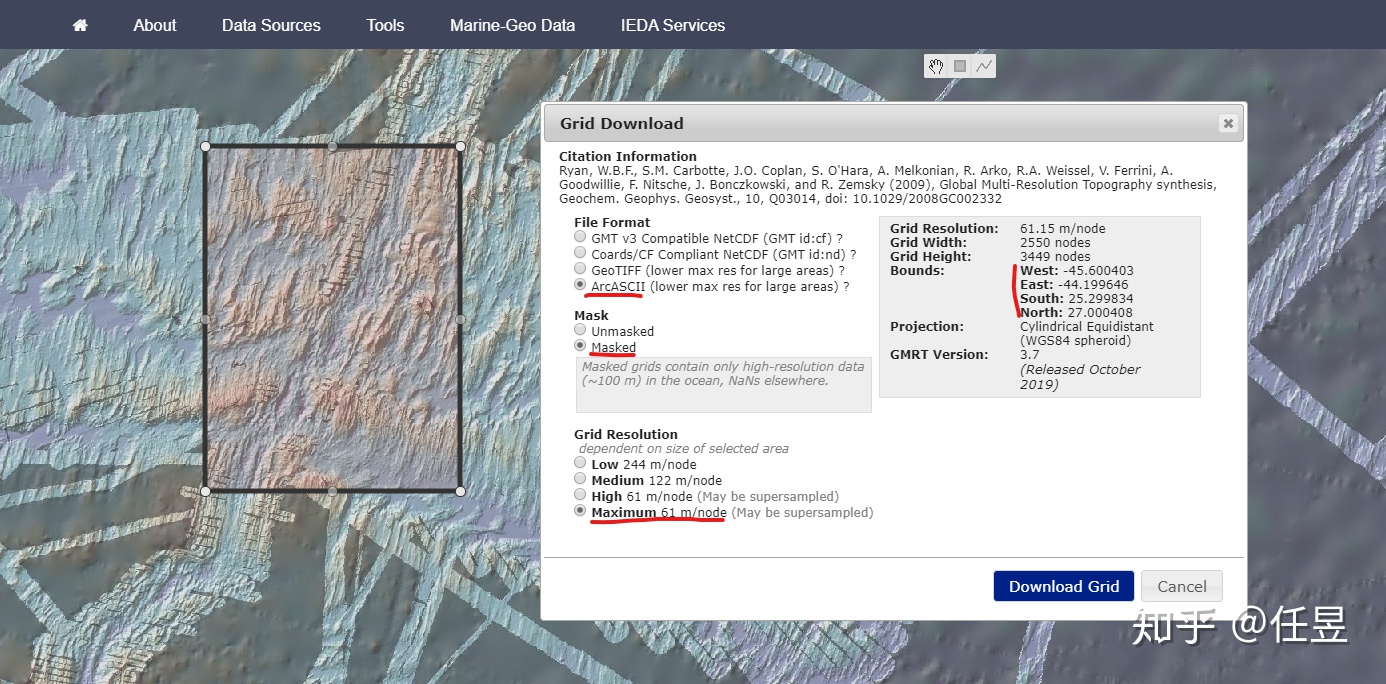 About Data Sources Tools Marine-Geo Data IEDA Services
Grid Download
Citation Information
Ryan, W.B.F., S.M. Carbotte, J.O. Coplan, S. O'Hara, A. Melkonian, R. Arko, R.A. Weissel, V. Ferrini, A.
Goodwillie, F. Nitsche, J. Bonczkowski, and R. Zemsky (2009), Global Multi-Resolution Topography synthesis,
Geochem. Geophys. Geosyst., 10, Q03014, doi: 10.1029/2008GC002332
File Format
GMT v3 Compatible NetCDF (GMT id:cf) ?
Coards/CF Compliant NetCDF (GMT id:nd) ?
GeoTIFF (lower max res for large areas) ?
ArcASCII (lower max res for large areas) ?
Mask
Unmasked
Masked
Masked grids contain only high-resolution data
(~100 m) in the ocean, NaNs elsewhere.
Grid Resolution
dependent on size of selected area
Low 244 m/node
Medium 122 m/node
High 61 m/node (May be supersampled)
Maximum 61 m/node (May be supersampled)
Grid Resolution: 61.15 m/node
Grid Width: 2550 nodes
Grid Height: 3449 nodes
Bounds: West: -45.600403
East: -44.199646
South: 25.299834
North: 27.000408
Projection: Cylindrical Equidistant
(WGS84 spheroid)
GMRT Version: 3.7
(Released October
2019)
Download Grid Cancel
知乎 @任昱